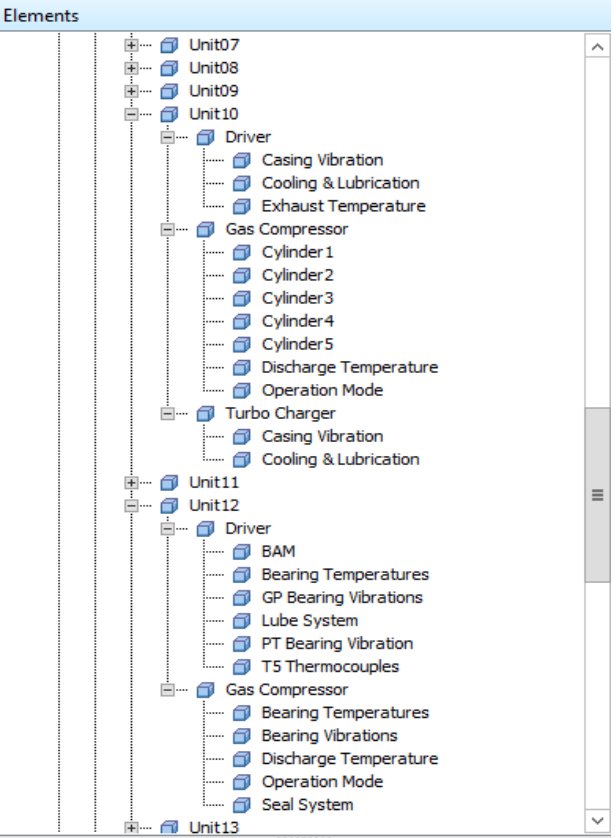 Elements
Unit07
Unit08
Unit09
Unit10
Driver
Casing Vibration
Cooling & Lubrication
Exhaust Temperature
Gas Compressor
Cylinder1
Cylinder2
Cylinder3
Cylinder4
Cylinder5
Discharge Temperature
Operation Mode
Turbo Charger
Casing Vibration
Cooling & Lubrication
Unit11
Unit12
Driver
BAM
Bearing Temperatures
GP Bearing Vibrations
Lube System
PT Bearing Vibration
T5 Thermocouples
Gas Compressor
Bearing Temperatures
Bearing Vibrations
Discharge Temperature
Operation Mode
Seal System
Unit13